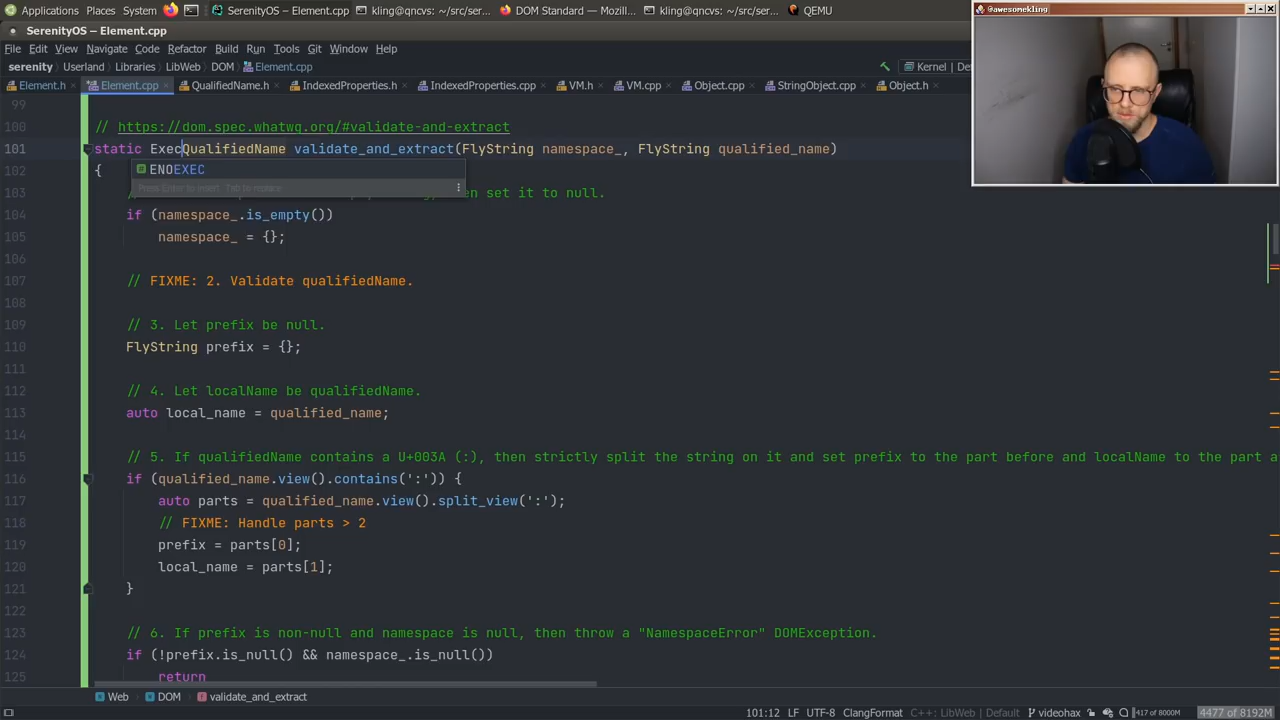 Applications Places SerenityOS – Element.cpp kling@qncvs: ~/src/ser... DOM Standard — Mozill... kling@qncvs: ~/src/ser... QEMU
@awesomekling
SerenityOS – Element.cpp
File Edit View Navigate Code Refactor Build Run Tools Git Window Help
serenity Userland Libraries LibWeb DOM Element.cpp Kernel | De
Element.h Element.cpp QualifiedName.h IndexedProperties.h IndexedProperties.cpp VM.h VM.cpp Object.cpp StringObject.cpp Object.h
99
100 // https://dom.spec.whatwg.org/#validate-and-extract
101 static ExecQualifiedName validate_and_extract(FlyString namespace_, FlyString qualified_name)
102 {
ENOEXEC
Press Enter to insert, Tab to replace
103 then set it to null.
104 if (namespace_.is_empty())
105 namespace_ = {};
106
107 // FIXME: 2. Validate qualifiedName.
108
109 // 3. Let prefix be null.
110 FlyString prefix = {};
111
112 // 4. Let localName be qualifiedName.
113 auto local_name = qualified_name;
114
115 // 5. If qualifiedName contains a U+003A (:), then strictly split the string on it and set prefix to the part before and localName to the part a
116 if (qualified_name.view().contains(':')) {
117 auto parts = qualified_name.view().split_view(':');
118 // FIXME: Handle parts > 2
119 prefix = parts[0];
120 local_name = parts[1];
121 }
122
123 // 6. If prefix is non-null and namespace is null, then throw a "NamespaceError" DOMException.
124 if (!prefix.is_null() && namespace_.is_null())
125 return
Web DOM validate_and_extract
101:12 LF UTF-8 ClangFormat C++: LibWeb | Default videohax 417 of 8000M 4477 of 8192M